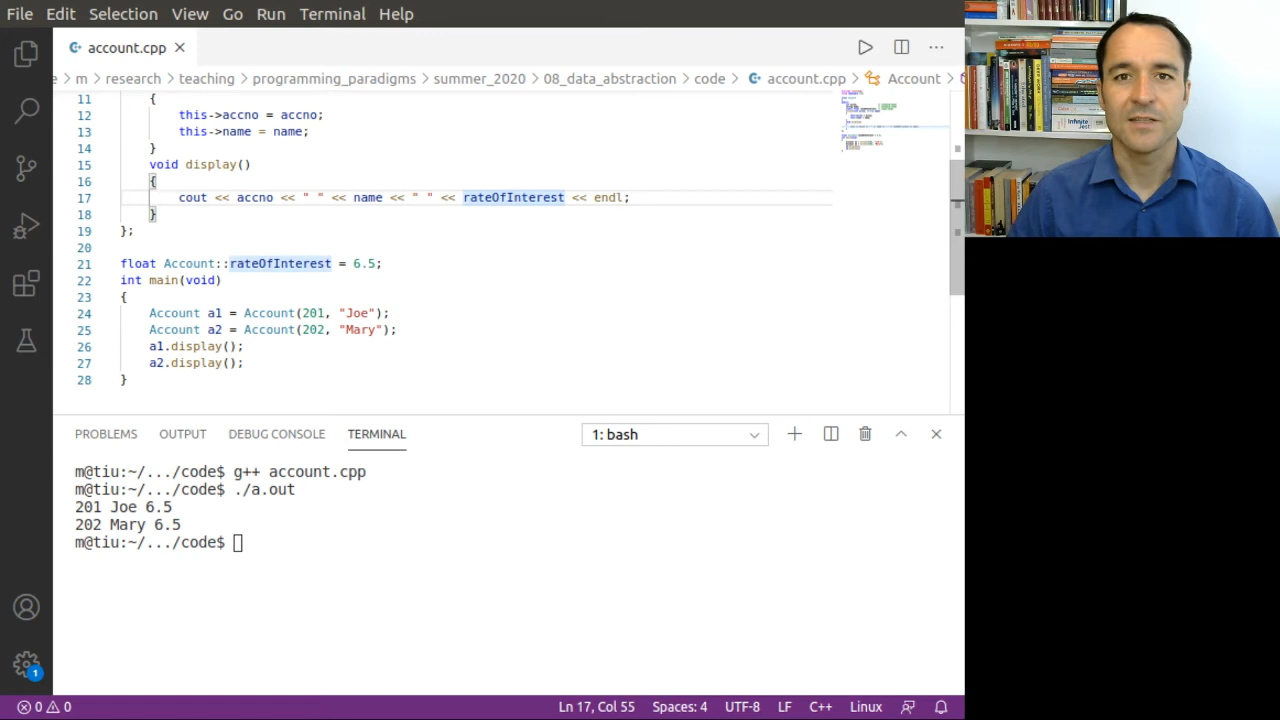 File Edit Selection View Go Run Terminal Help
account.cpp
e m research teaching programming_paradigms summer_2020 08_data_abstraction code account.cpp Account
11 {
12 this->accno = accno;
13 this->name = name;
14 }
15 void display()
16 {
17 cout << accno << " " << name << " " << rateOfInterest << endl;
18 }
19 };
20
21 float Account::rateOfInterest = 6.5;
22 int main(void)
23 {
24 Account a1 = Account(201, "Joe");
25 Account a2 = Account(202, "Mary");
26 a1.display();
27 a2.display();
28 }
PROBLEMS OUTPUT DEBUG CONSOLE TERMINAL 1: bash
m@tiu:~/.../code$ g++ account.cpp
m@tiu:~/.../code$ ./a.out
201 Joe 6.5
202 Mary 6.5
m@tiu:~/.../code$
1
0 0 Ln 17, Col 55 Spaces: 4 UTF-8 LF C++ Linux
Infinite
Jest